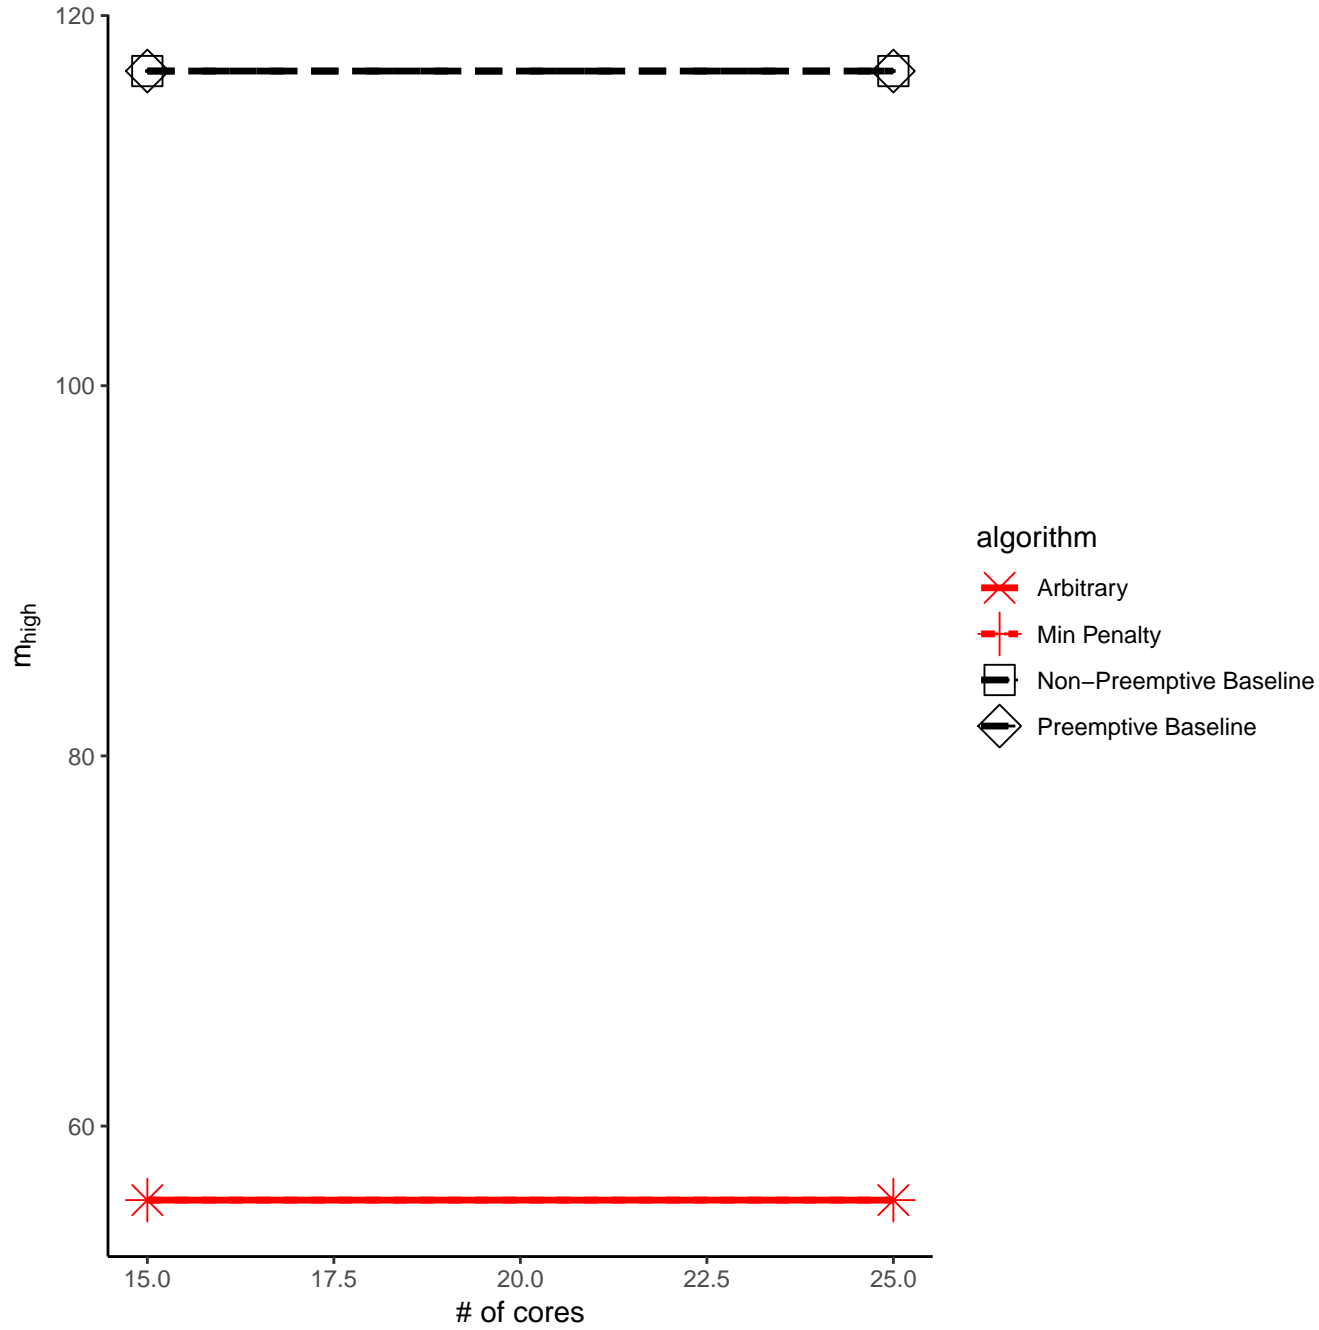 120
100
80
60
m_high
15.0 17.5 20.0 22.5 25.0
# of cores
algorithm
Arbitrary
Min Penalty
Non−Preemptive Baseline
Preemptive Baseline